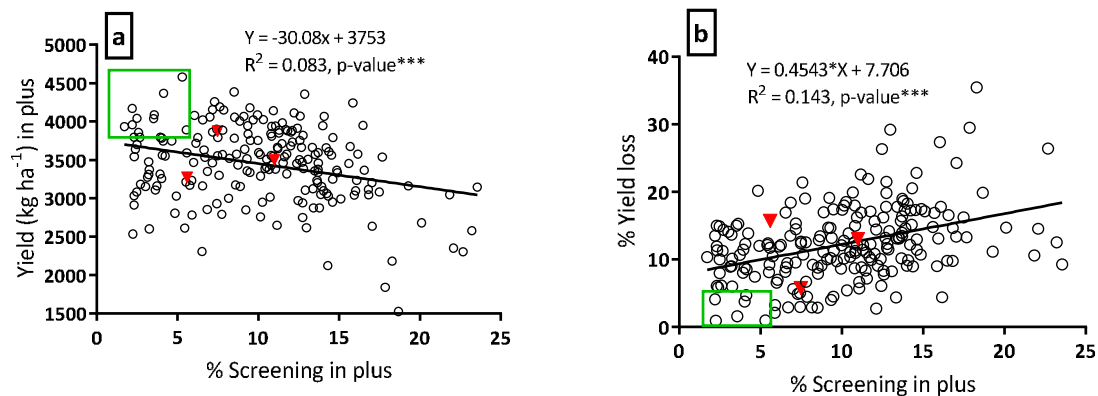 a
Y = -30.08x + 3753
R² = 0.083, p-value***
5000
4500
4000
3500
3000
2500
2000
1500
0
5
10
15
20
25
Yield (kg ha⁻¹) in plus
% Screening in plus
b
Y = 0.4543*X + 7.706
R² = 0.143, p-value***
40
30
20
10
0
0
5
10
15
20
25
% Yield loss
% Screening in plus